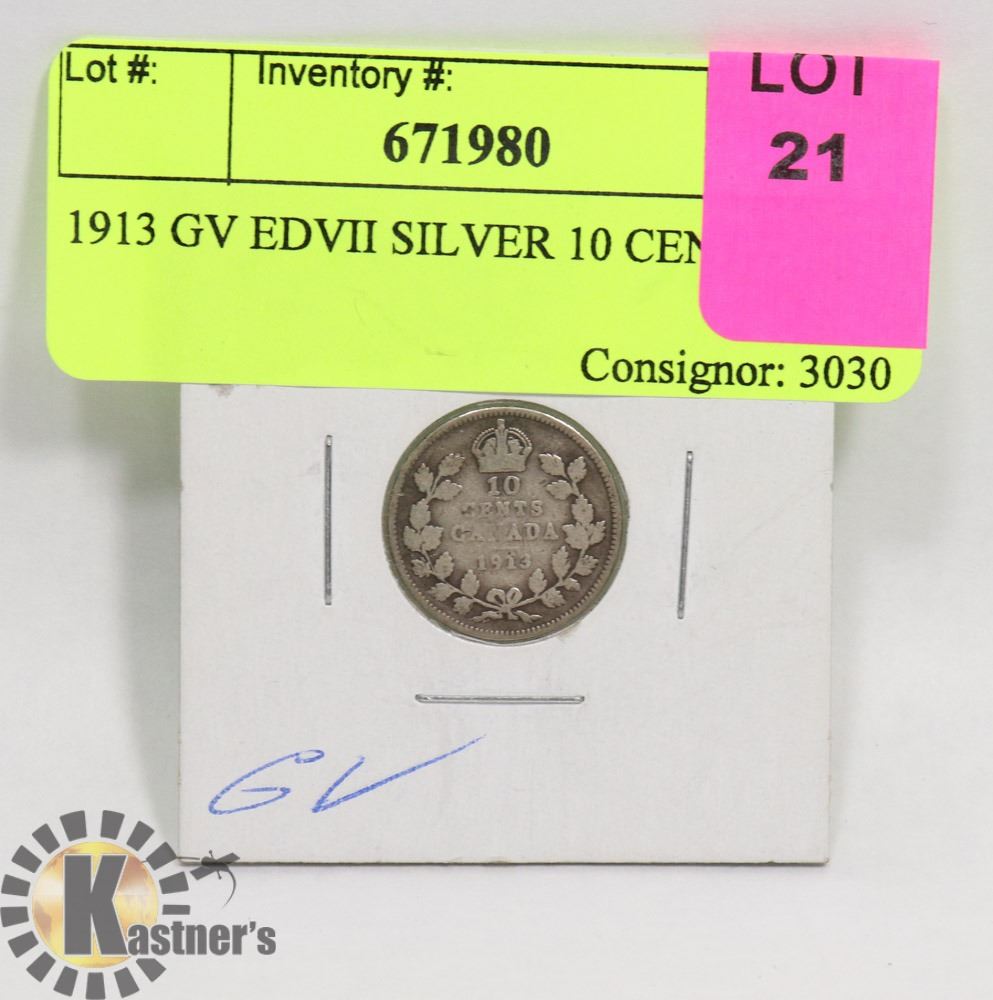 Lot #:
Inventory #:
671980
LOT
21
1913 GV EDVII SILVER 10 CEN
Consignor: 3030
10
CENTS
CANADA
1913
GV
Kastner's